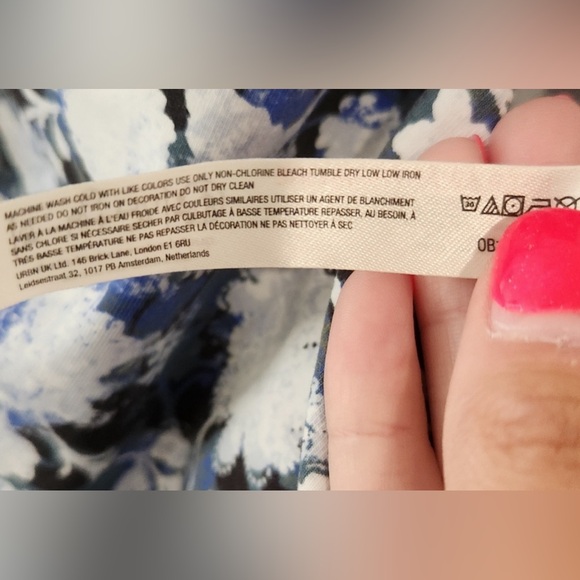 MACHINE WASH COLD WITH LIKE COLORS USE ONLY NON-CHLORINE BLEACH TUMBLE DRY LOW LOW IRON
AS NEEDED DO NOT IRON ON DECORATION DO NOT DRY CLEAN
LAVER À LA MACHINE À L'EAU FROIDE AVEC COULEURS SIMILAIRES UTILISER UN AGENT DE BLANCHIMENT
SANS CHLORE SI NÉCESSAIRE SECHER PAR CULBUTAGE À BASSE TEMPERATURE REPASSER, AU BESOIN, À
TRÈS BASSE TEMPÉRATURE NE PAS REPASSER LA DÉCORATION NE PAS NETTOYER À SEC
URBN UK Ltd. 146 Brick Lane, London E1 6RU
Leidsestraat 32, 1017 PB Amsterdam, Netherlands
30